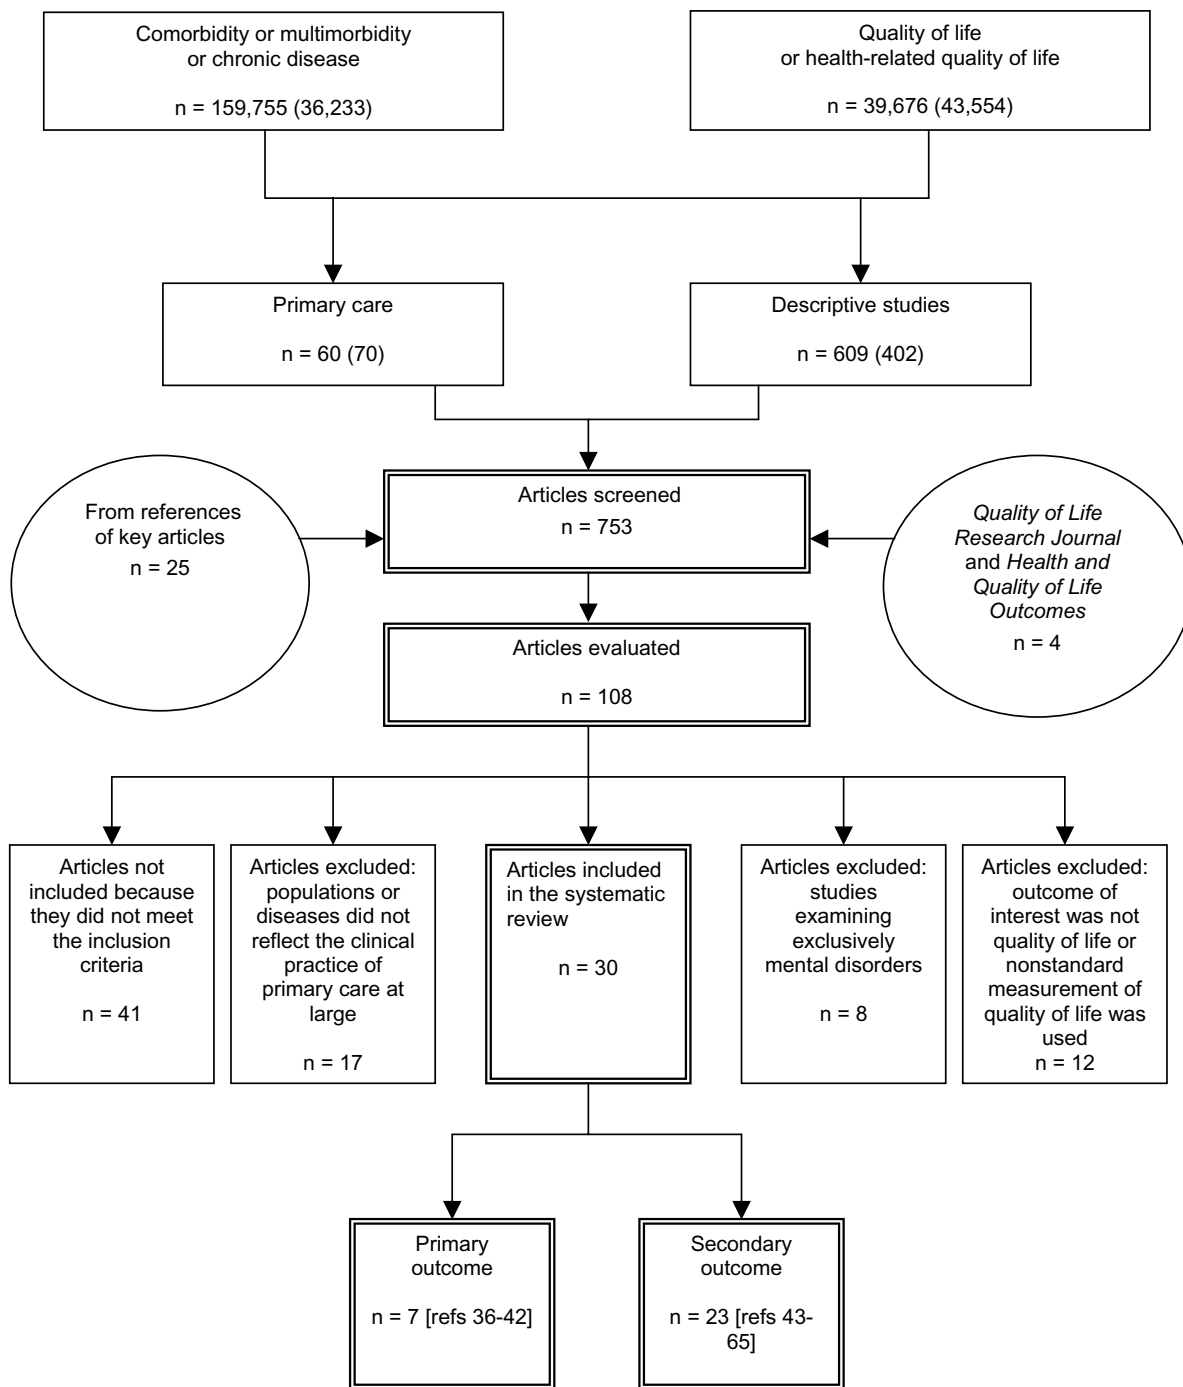 Comorbidity or multimorbidity
or chronic disease
n = 159,755 (36,233)
Quality of life
or health-related quality of life
n = 39,676 (43,554)
Primary care
n = 60 (70)
Descriptive studies
n = 609 (402)
From references
of key articles
n = 25
Articles screened
n = 753
Quality of Life
Research Journal
and Health and
Quality of Life
Outcomes
n = 4
Articles evaluated
n = 108
Articles not
included because
they did not meet
the inclusion
criteria
n = 41
Articles excluded:
populations or
diseases did not
reflect the clinical
practice of
primary care at
large
n = 17
Articles included
in the systematic
review
n = 30
Articles excluded:
studies
examining
exclusively
mental disorders
n = 8
Articles excluded:
outcome of
interest was not
quality of life or
nonstandard
measurement of
quality of life was
used
n = 12
Primary
outcome
n = 7 [refs 36-42]
Secondary
outcome
n = 23 [refs 43-
65]